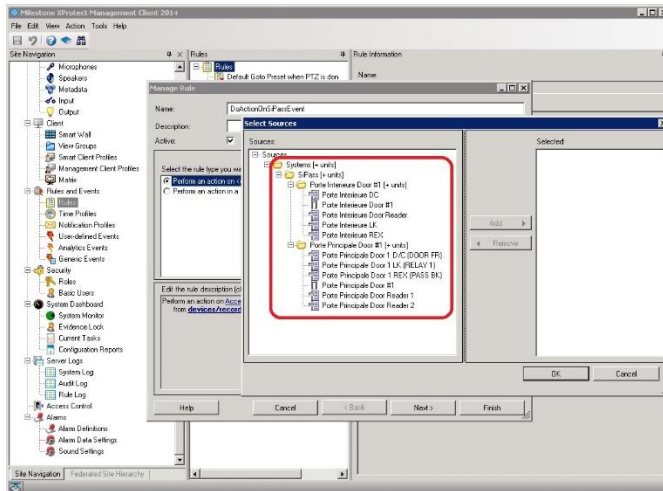 Milestone XProtect Management Client 2014
File Edit View Action Tools Help
Site Navigation
Microphones
Speakers
Metadata
Input
Output
Client
Smart Wall
View Groups
Smart Client Profiles
Management Client Profiles
Matrix
Rules and Events
Rules
Time Profiles
Notification Profiles
User-defined Events
Analytics Events
Generic Events
Security
Roles
Basic Users
System Dashboard
System Monitor
Evidence Lock
Current Tasks
Configuration Reports
Server Logs
System Log
Audit Log
Rule Log
Access Control
Alarms
Alarm Definitions
Alarm Data Settings
Sound Settings
Site Navigation Federated Site Hierarchy
Rules
Rules
Default Goto Preset when PTZ is don
Rule Information
Name:
Manage Rule
Name: DoActionOnSiPassEvent
Description:
Active:
Select the rule type you wa
Perform an action on
Perform an action in a
Edit the rule description (cl
Perform an action on Acce
from devices/record
Help Cancel < Back Next > Finish
Select Sources
Sources: Selected:
Sources
Systems [+ units]
SiPass [+ units]
Porte Interieure Door #1 [+ units]
Porte Interieure DC
Porte Interieure Door #1
Porte Interieure Door Reader
Porte Interieure LK
Porte Interieure REX
Porte Principale Door #1 [+ units]
Porte Principale Door 1 D/C (DOOR FR)
Porte Principale Door 1 LK (RELAY 1)
Porte Principale Door 1 REX (PASS BK)
Porte Principale Door #1
Porte Principale Door Reader 1
Porte Principale Door Reader 2
Add
Remove
OK Cancel